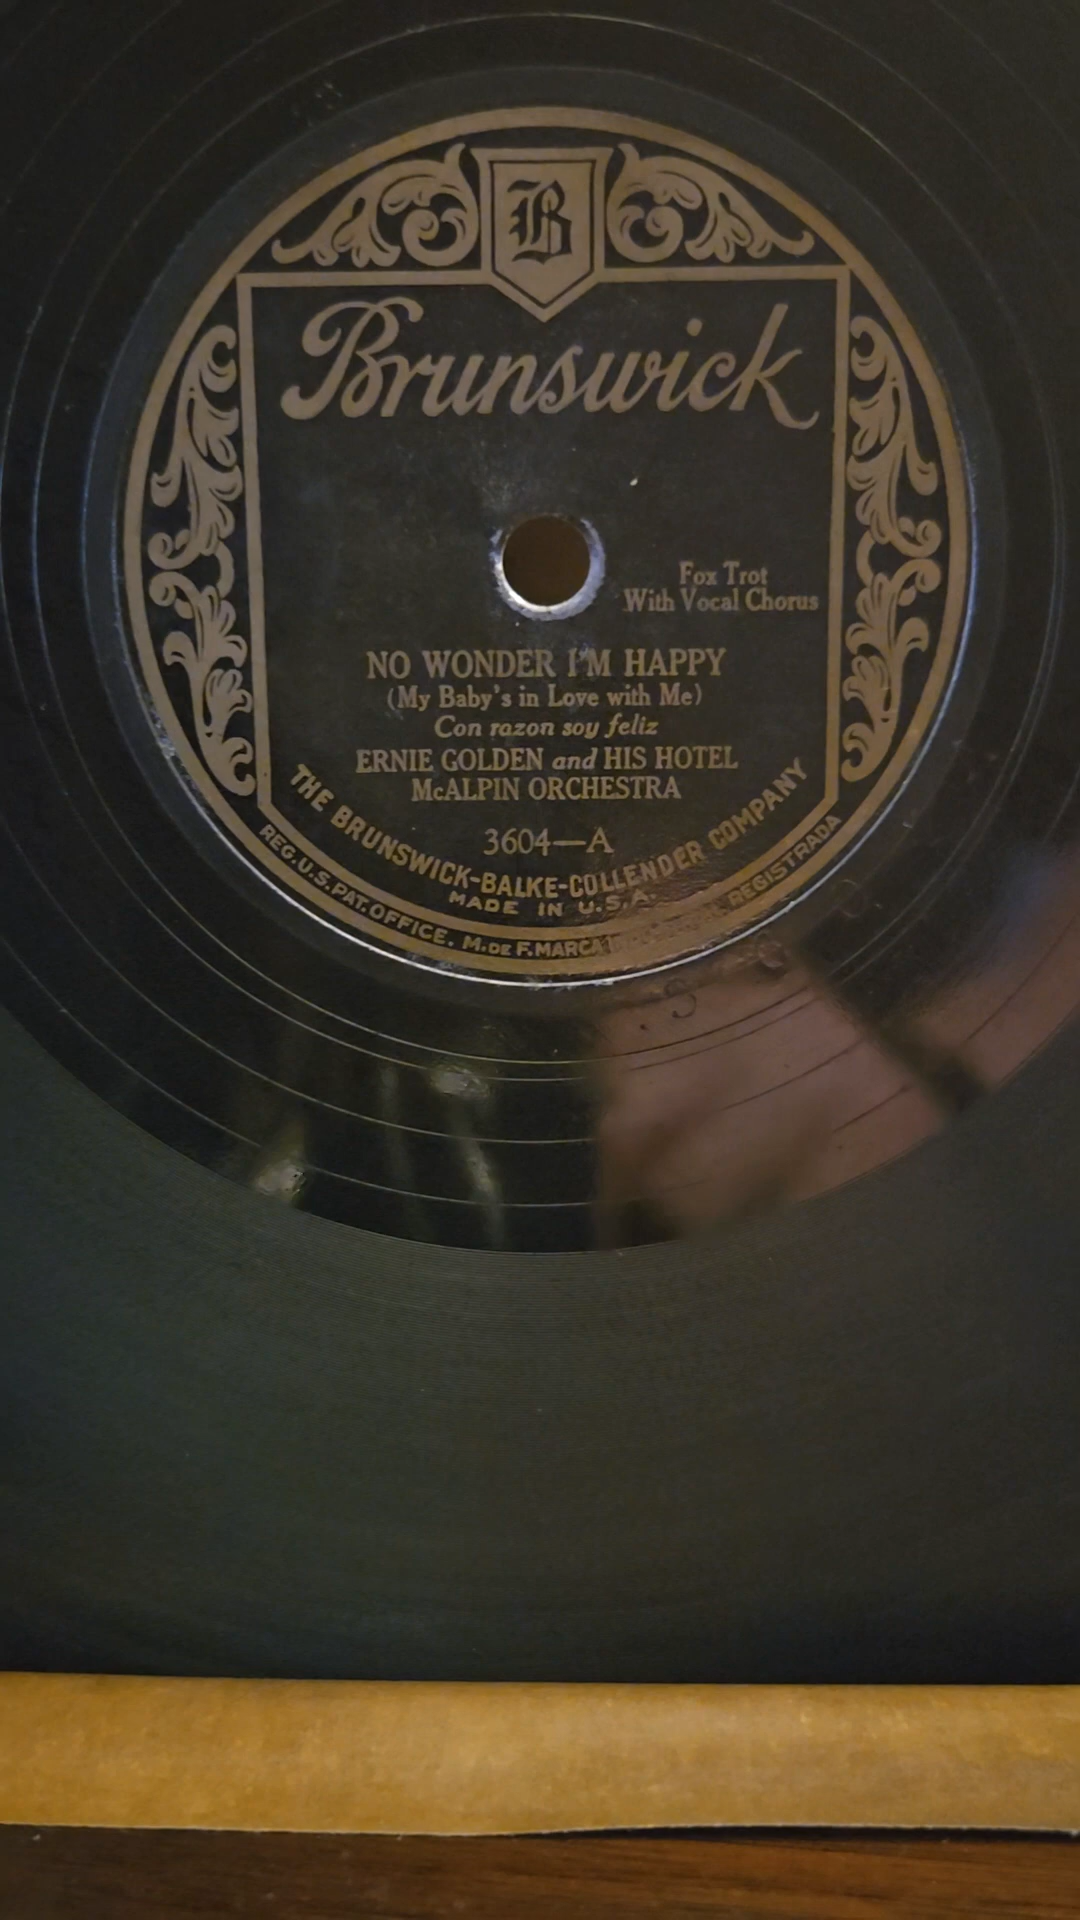 B
Brunswick
Fox Trot
With Vocal Chorus
NO WONDER I'M HAPPY
(My Baby's in Love with Me)
Con razon soy feliz
ERNIE GOLDEN and HIS HOTEL
McALPIN ORCHESTRA
3604—A
THE BRUNSWICK-BALKE-COLLENDER COMPANY
MADE IN U.S.A.
REG.U.S.PAT.OFFICE. M.DE F.MARCA REGISTRADA